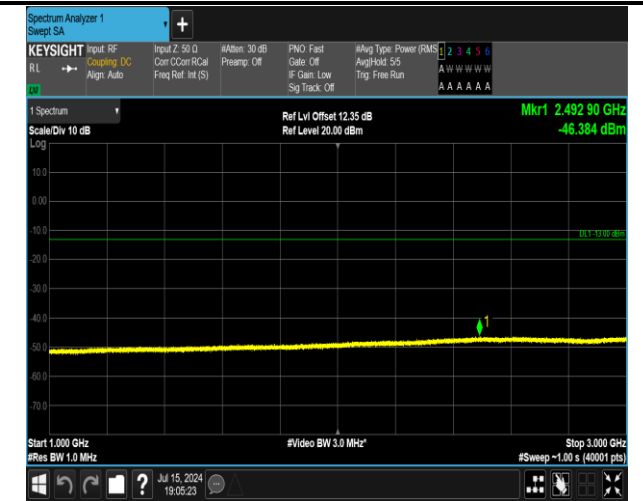 Spectrum Analyzer 1
Swept SA
+
KEYSIGHT
RL
Input: RF
Coupling: DC
Align: Auto
Input Z: 50 Ω
Corr CCorr RCal
Freq Ref: Int (S)
#Atten: 30 dB
Preamp: Off
PNO: Fast
Gate: Off
IF Gain: Low
Sig Track: Off
#Avg Type: Power (RMS
Avg|Hold: 5/5
Trig: Free Run
1 2 3 4 5 6
A W W W W W
A A A A A A
1 Spectrum
Scale/Div 10 dB
Log
Ref Lvl Offset 12.35 dB
Ref Level 20.00 dBm
Mkr1 2.492 90 GHz
-46.384 dBm
10.0
0.00
-10.0
DL1 -13.00 dBm
-20.0
-30.0
-40.0
1
-50.0
-60.0
-70.0
Start 1.000 GHz
#Res BW 1.0 MHz
#Video BW 3.0 MHz*
Stop 3.000 GHz
#Sweep ~1.00 s (40001 pts)
?
Jul 15, 2024
19:05:23